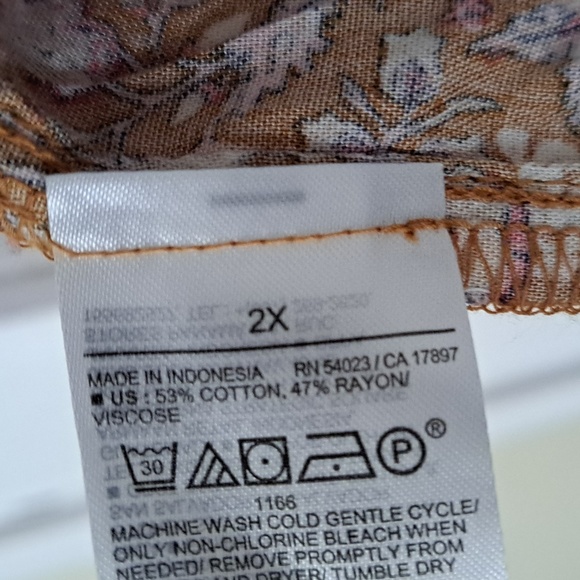 2X
MADE IN INDONESIA RN 54023 / CA 17897
US : 53% COTTON, 47% RAYON/
VISCOSE
30 P ®
1166
MACHINE WASH COLD GENTLE CYCLE/
ONLY NON-CHLORINE BLEACH WHEN
NEEDED/ REMOVE PROMPTLY FROM
DRYER/ TUMBLE DRY